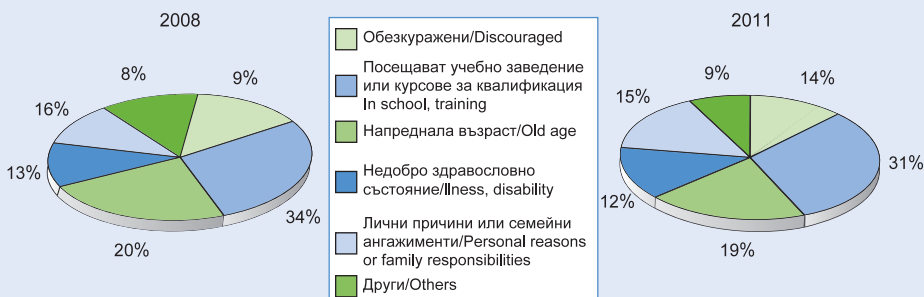 2008
8%
9%
16%
13%
34%
20%
Обезкуражени/Discouraged
Посещават учебно заведение
или курсове за квалификация
In school, training
Напреднала възраст/Old age
Недобро здравословно
състояние/Ilness, disability
Лични причини или семейни
ангажименти/Personal reasons
or family responsibilities
Други/Others
2011
9%
14%
15%
31%
12%
19%